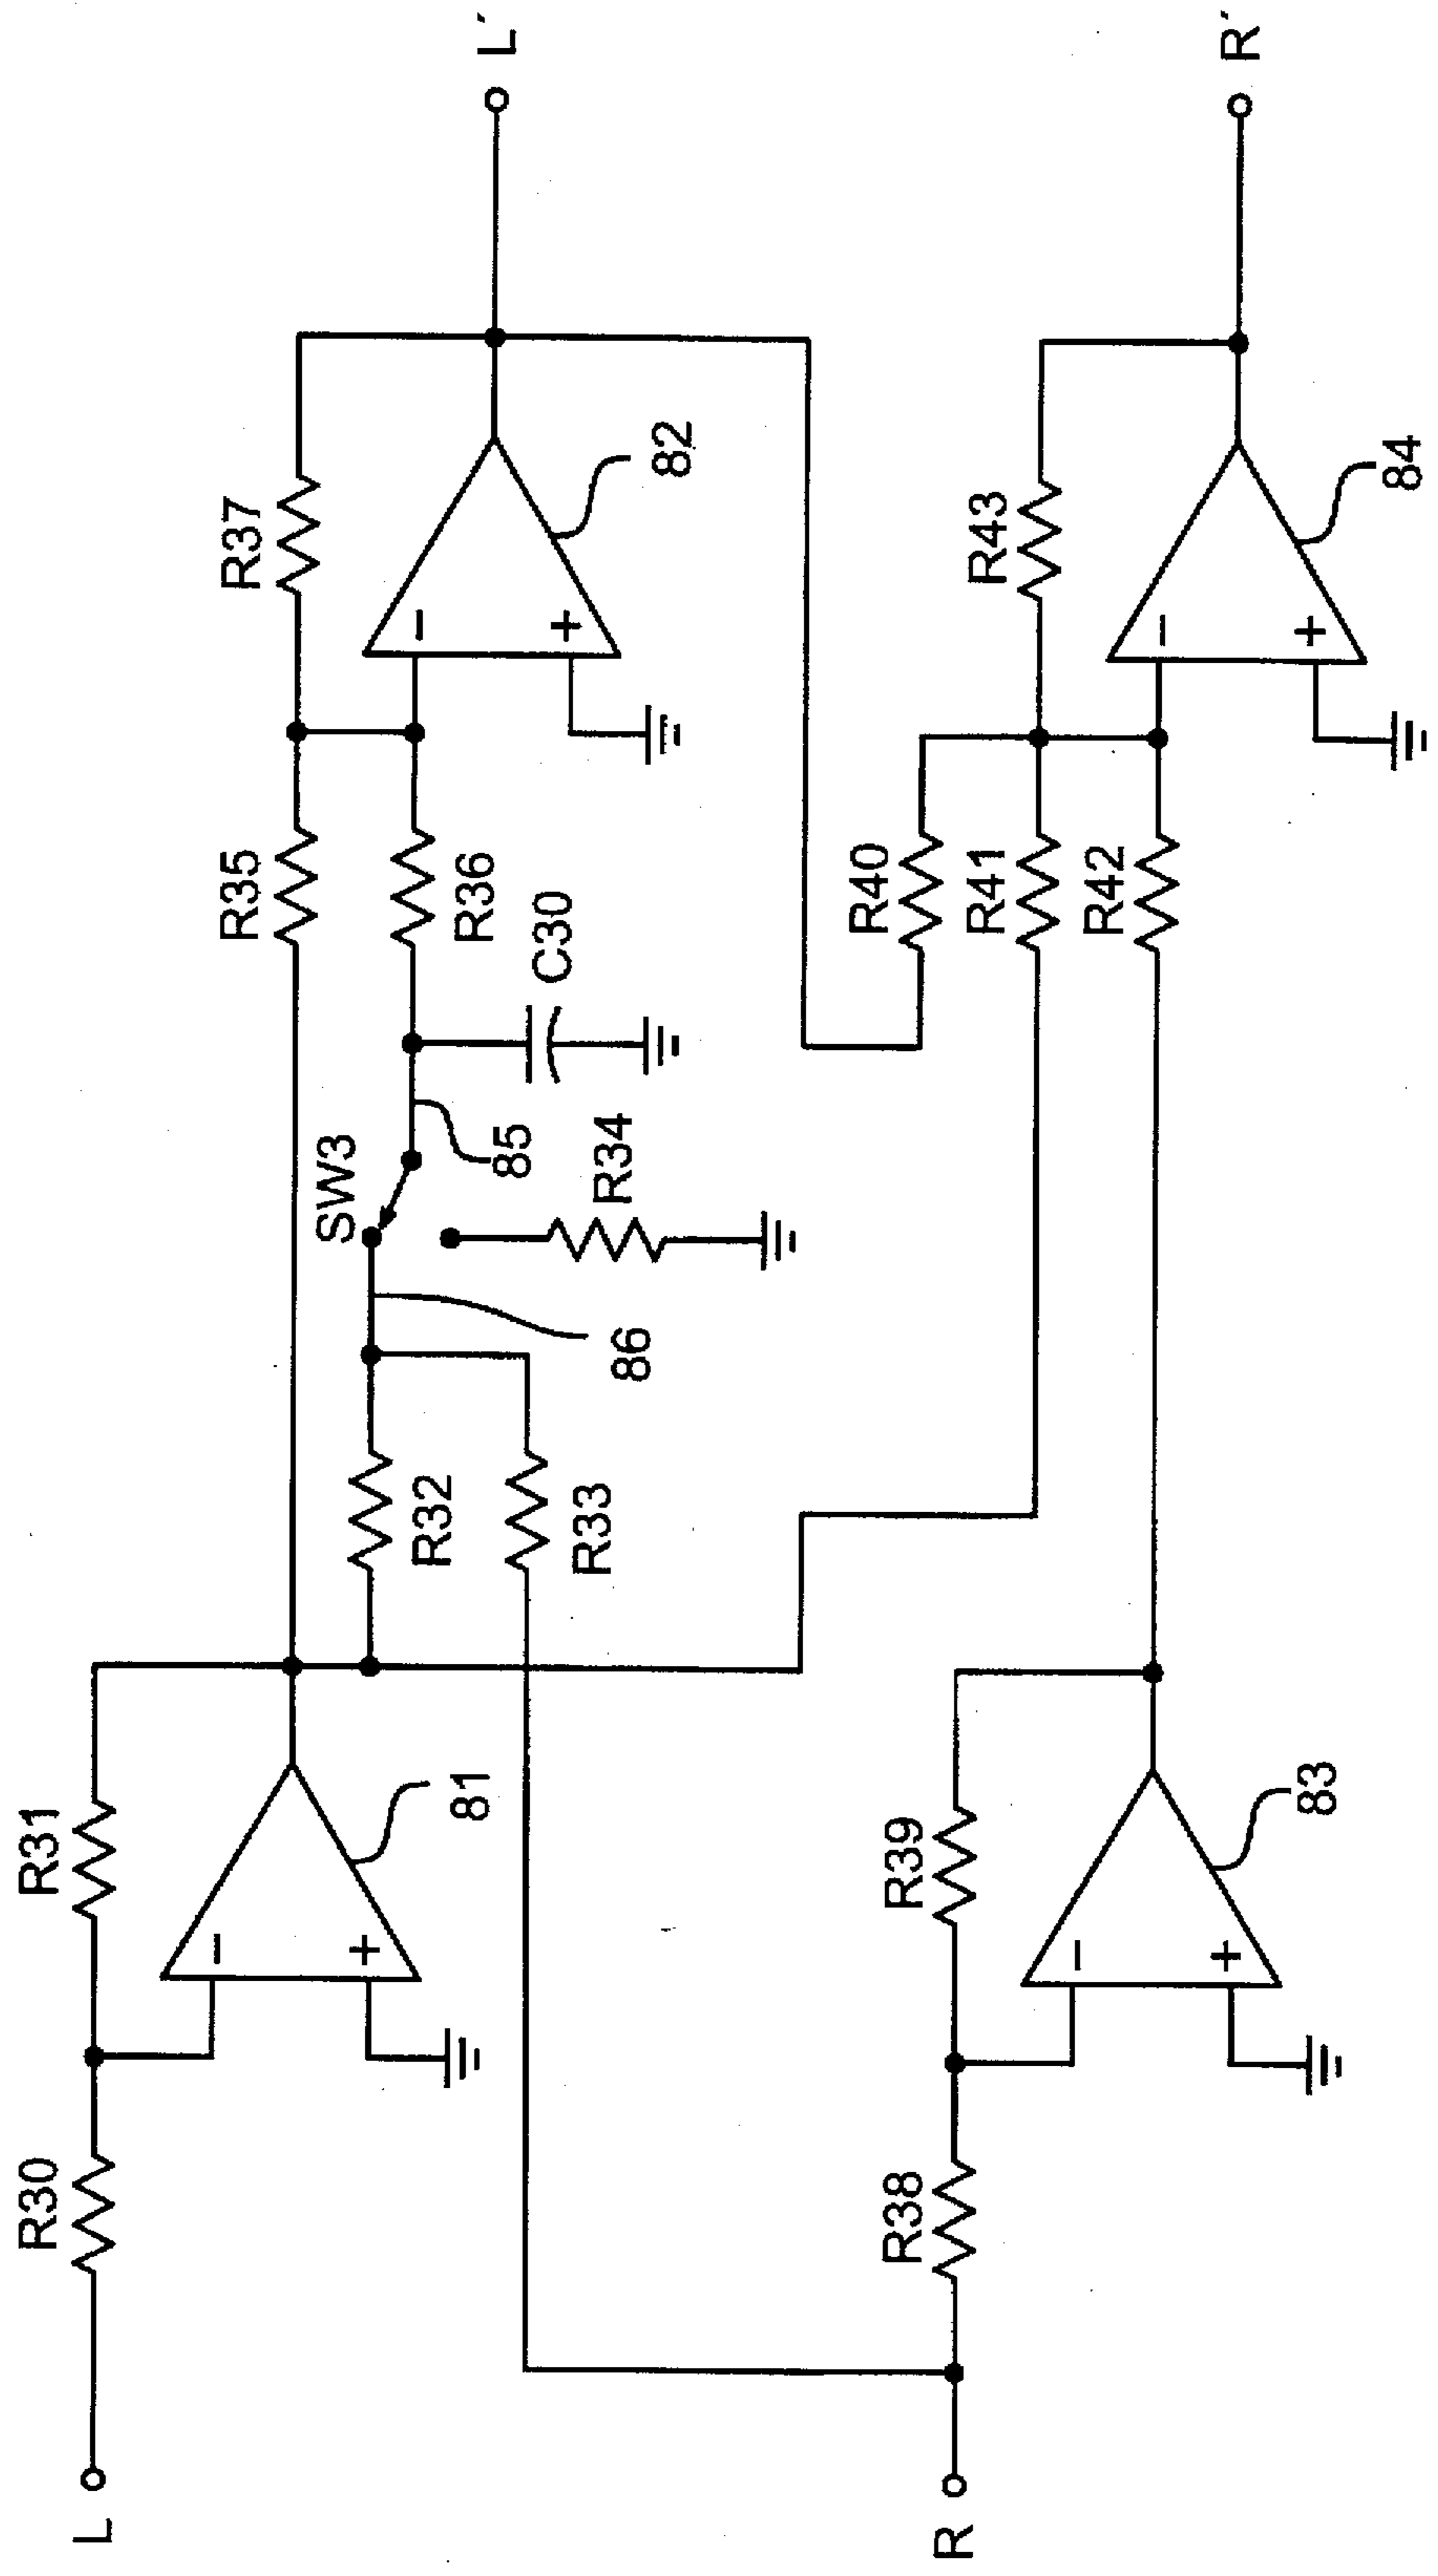 L
R30
R31
81
R35
R37
SW3
R32
R33
86
85
R34
C30
R36
82
L′
R
R38
R39
83
R40
R41
R42
R43
84
R′
−
+
−
+
−
+
−
+